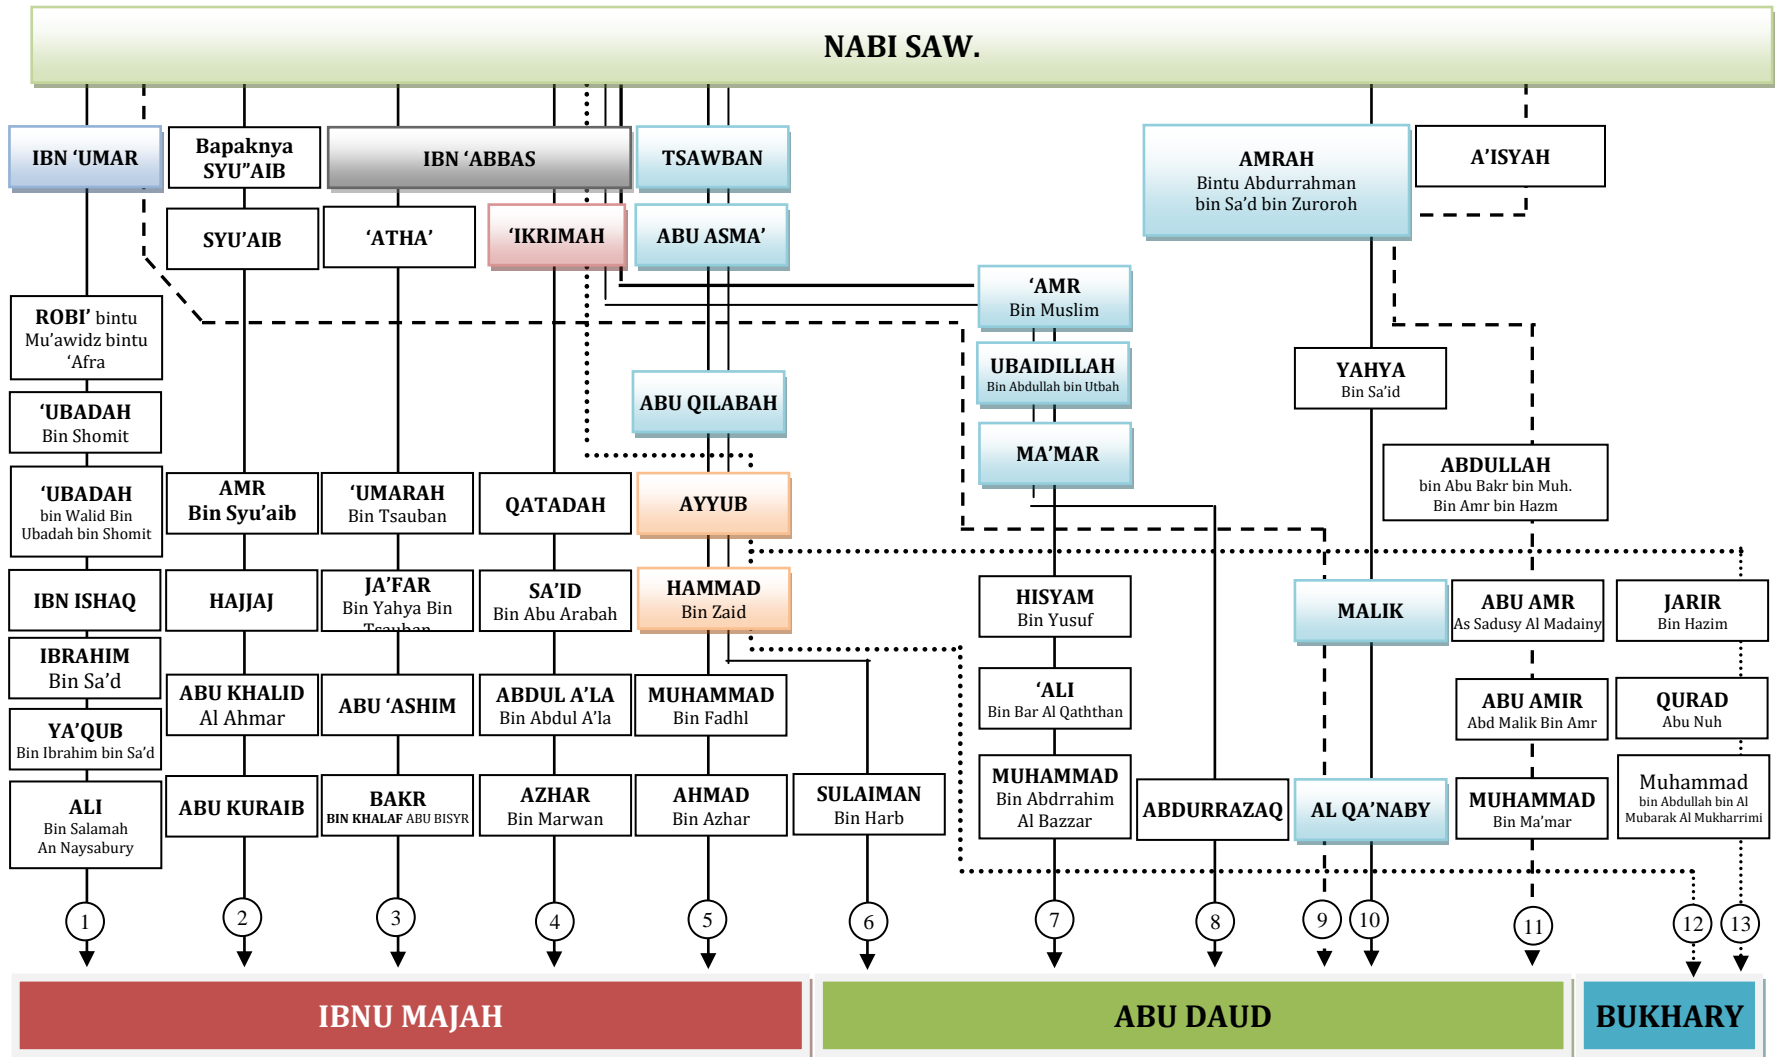 NABI SAW.
IBN ‘UMAR
Bapaknya
SYU”AIB
IBN ‘ABBAS
TSAWBAN
AMRAH
Bintu Abdurrahman
bin Sa’d bin Zuroroh
A’ISYAH
SYU’AIB
‘ATHA’
‘IKRIMAH
ABU ASMA’
ROBI’ bintu
Mu’awidz bintu
‘Afra
‘AMR
Bin Muslim
UBAIDILLAH
Bin Abdullah bin Utbah
YAHYA
Bin Sa’id
‘UBADAH
Bin Shomit
ABU QILABAH
MA’MAR
‘UBADAH
bin Walid Bin
Ubadah bin Shomit
AMR
Bin Syu’aib
‘UMARAH
Bin Tsauban
QATADAH
AYYUB
ABDULLAH
bin Abu Bakr bin Muh.
Bin Amr bin Hazm
IBN ISHAQ
HAJJAJ
JA’FAR
Bin Yahya Bin
Tsauban
SA’ID
Bin Abu Arabah
HAMMAD
Bin Zaid
HISYAM
Bin Yusuf
MALIK
ABU AMR
As Sadusy Al Madainy
JARIR
Bin Hazim
IBRAHIM
Bin Sa’d
ABU KHALID
Al Ahmar
ABU ‘ASHIM
ABDUL A’LA
Bin Abdul A’la
MUHAMMAD
Bin Fadhl
‘ALI
Bin Bar Al Qaththan
ABU AMIR
Abd Malik Bin Amr
QURAD
Abu Nuh
YA’QUB
Bin Ibrahim bin Sa’d
ALI
Bin Salamah
An Naysabury
ABU KURAIB
BAKR
BIN KHALAF ABU BISYR
AZHAR
Bin Marwan
AHMAD
Bin Azhar
SULAIMAN
Bin Harb
MUHAMMAD
Bin Abdrrahim
Al Bazzar
ABDURRAZAQ
AL QA’NABY
MUHAMMAD
Bin Ma’mar
Muhammad
bin Abdullah bin Al
Mubarak Al Mukharrimi
1
2
3
4
5
6
7
8
9
10
11
12
13
IBNU MAJAH
ABU DAUD
BUKHARY